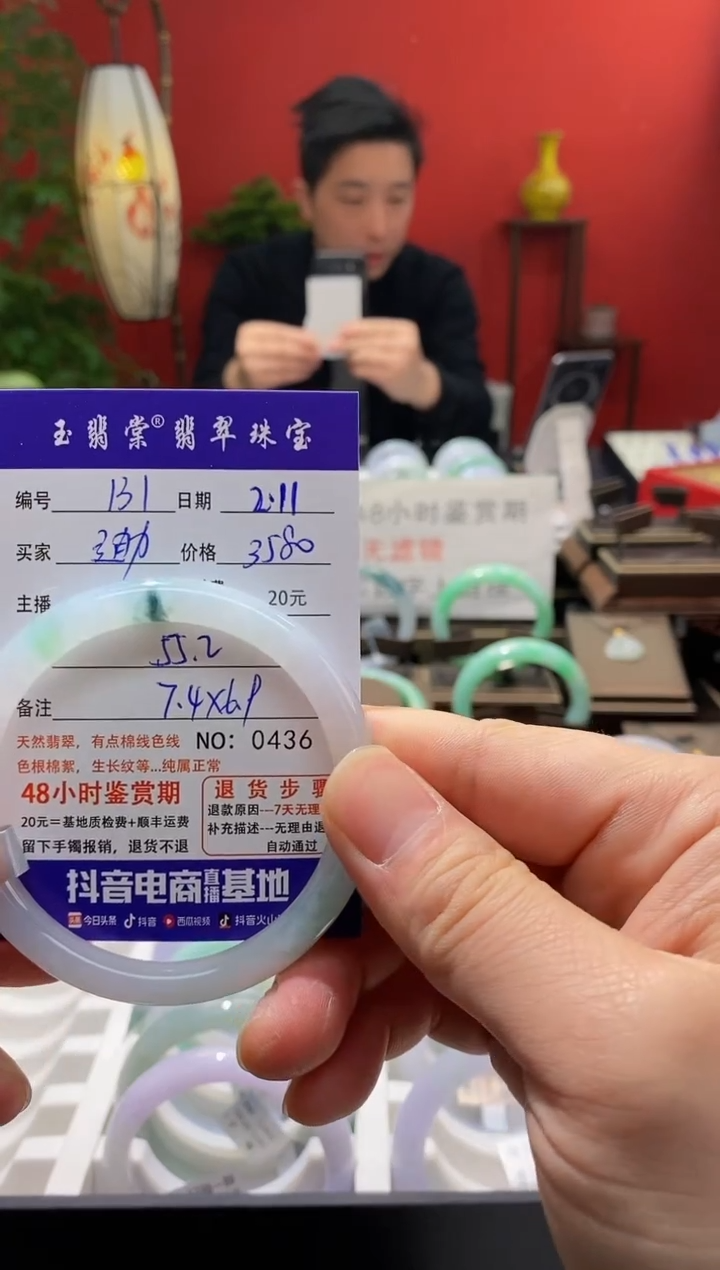 玉翡棠®翡翠珠宝
编号 131 日期 2.11
买家 价格 3580
主播 20元
55.2
备注 7.4X6.9
天然翡翠，有点棉线色线 NO：0436
色根棉絮，生长纹等...纯属正常
48小时鉴赏期
20元＝基地质检费+顺丰运费
留下手镯报销，退货不退
退货步骤
退款原因---7天无理
补充描述---无理由退
自动通过
抖音电商直播基地
头条 今日头条 抖音 西瓜视频 抖音火山
48小时鉴赏期
无滤镜